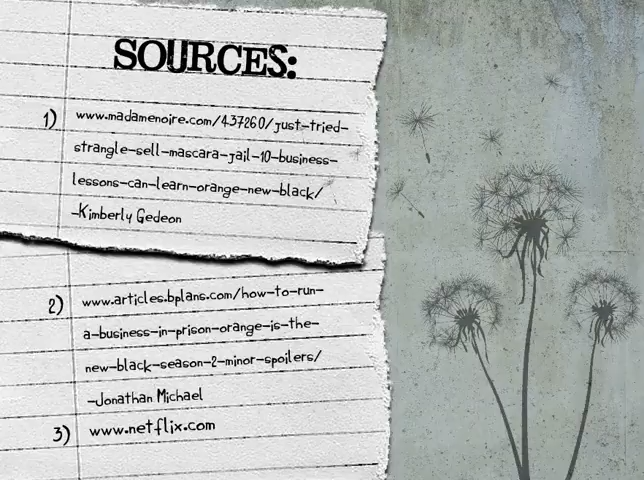 SOURCES:
1) www.madamenoire.com/437260/just-tried-
strangle-sell-mascara-jail-10-business-
lessons-can-learn-orange-new-black/
-Kimberly Gedeon
2) www.articles.bplans.com/how-to-run-
a-business-in-prison-orange-is-the-
new-black-season-2-minor-spoilers/
-Jonathan Michael
3) www.netflix.com